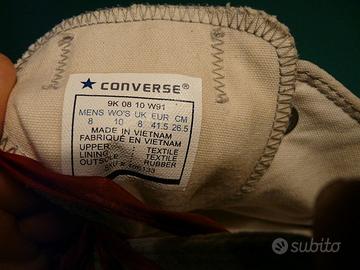 ★ CONVERSE®
9K 08 10 W91
MENS WO'S UK EUR CM
8 10 8 41.5 26.5
MADE IN VIETNAM
FABRIQUÉ EN VIETNAM
UPPER : TEXTILE
LINING : TEXTILE
OUTSOLE : RUBBER
subito